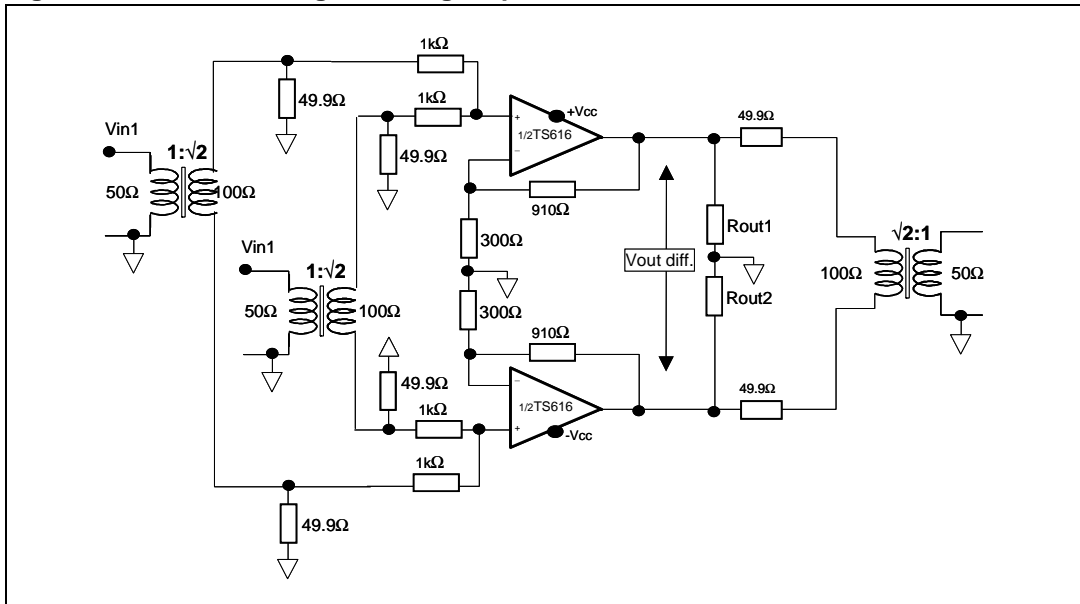 1kΩ
49.9Ω
1kΩ
+Vcc
49.9Ω
Vin1
1:√2
49.9Ω
1/2TS616
+
–
50Ω
100Ω
910Ω
Rout1
300Ω
Vin1
Vout diff.
√2:1
1:√2
100Ω
50Ω
50Ω
100Ω
300Ω
Rout2
910Ω
49.9Ω
49.9Ω
1kΩ
–
1/2TS616
+
-Vcc
1kΩ
49.9Ω